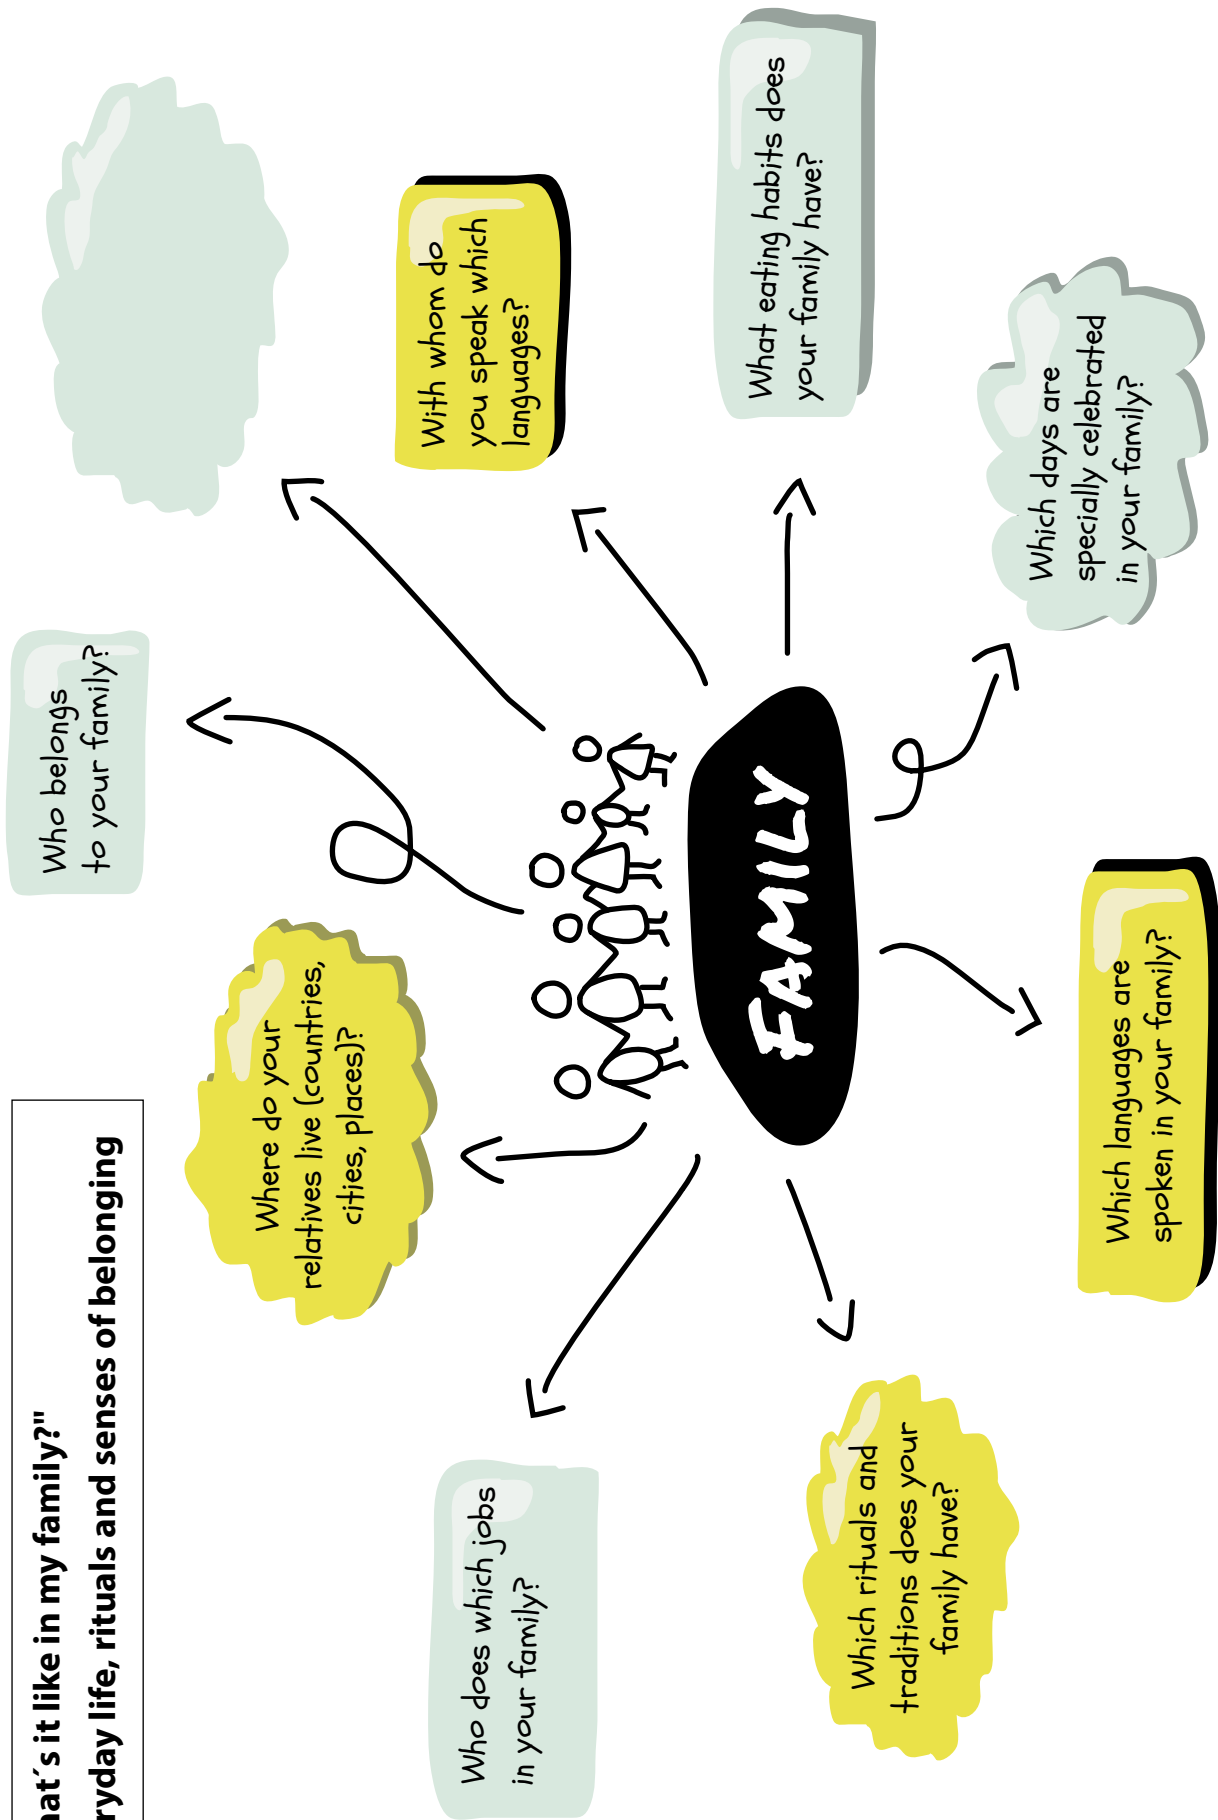 hat´s it like in my family?"
ryday life, rituals and senses of belonging
Who belongs
to your family?
Where do your
relatives live (countries,
cities, places)?
With whom do
you speak which
languages?
Who does which jobs
in your family?
FAMILY
What eating habits does
your family have?
Which rituals and
traditions does your
family have?
Which days are
specially celebrated
in your family?
Which languages are
spoken in your family?